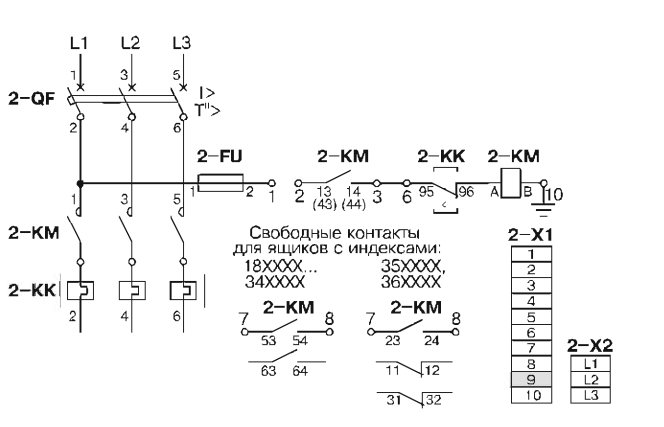 L1 L2 L3
1 3 5
2-QF I>
T">
2 4 6
2-FU 2-KM 2-KK 2-KM
1 2 1 2 13 14 3 6 95 96 A B 10
(43) (44)
1 3 5
2-KM
2-KK
2 4 6
Свободные контакты
для ящиков с индексами:
18XXXX... 35XXXX,
34XXXX 36XXXX
2-KM 2-KM
7 8 7 8
53 54 23 24
63 64 11 12
31 32
2-X1
1
2
3
4
5
6
7
8
9
10
2-X2
L1
L2
L3